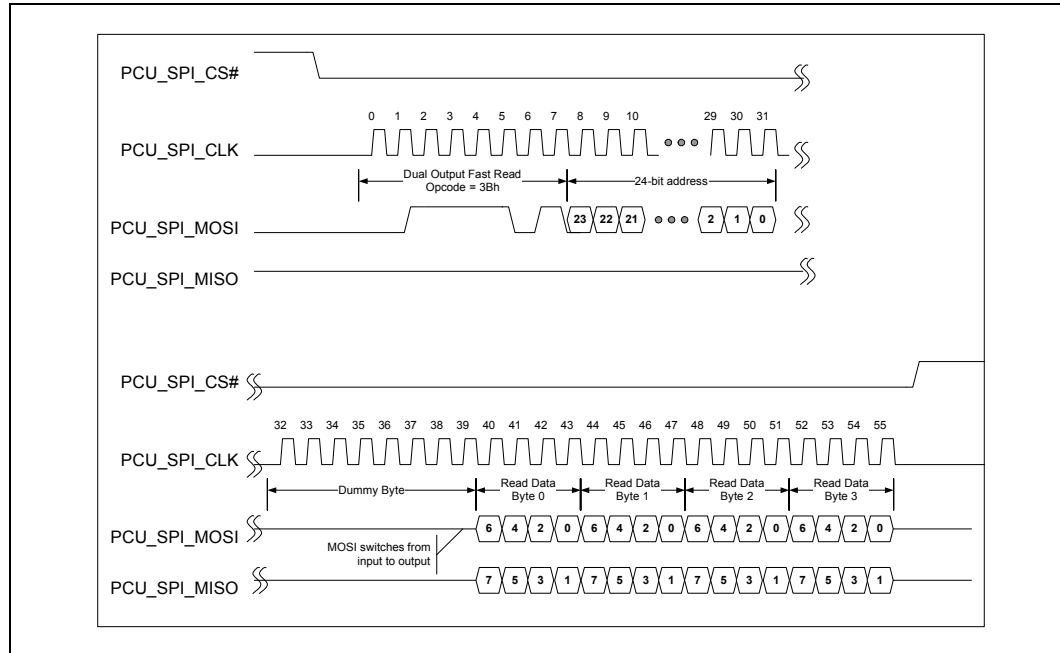 PCU_SPI_CS#
0 1 2 3 4 5 6 7 8 9 10 29 30 31
PCU_SPI_CLK
Dual Output Fast Read
Opcode = 3Bh
24-bit address
PCU_SPI_MOSI
23 22 21 2 1 0
PCU_SPI_MISO
PCU_SPI_CS#
32 33 34 35 36 37 38 39 40 41 42 43 44 45 46 47 48 49 50 51 52 53 54 55
PCU_SPI_CLK
Dummy Byte
Read Data
Byte 0
Read Data
Byte 1
Read Data
Byte 2
Read Data
Byte 3
PCU_SPI_MOSI
6 4 2 0 6 4 2 0 6 4 2 0 6 4 2 0
MOSI switches from
input to output
PCU_SPI_MISO
7 5 3 1 7 5 3 1 7 5 3 1 7 5 3 1